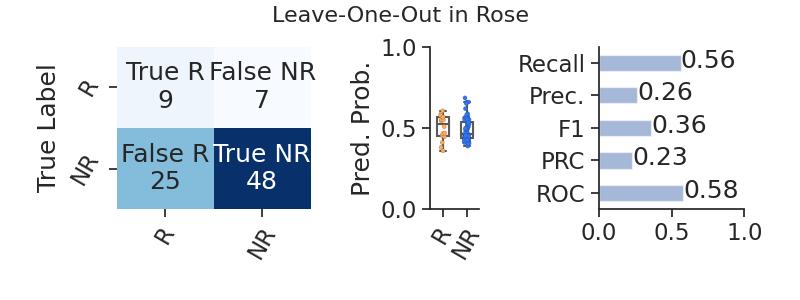 Leave-One-Out in Rose
True Label
R
NR
True R
9
False NR
7
False R
25
True NR
48
R
NR
Pred. Prob.
1.0
0.5
0.0
R
NR
Recall
Prec.
F1
PRC
ROC
0.56
0.26
0.36
0.23
0.58
0.0
0.5
1.0